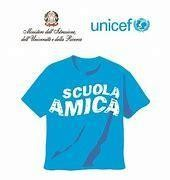 Ministero dell'Istruzione,
dell'Università e della Ricerca
unicef
SCUOLA
AMICA